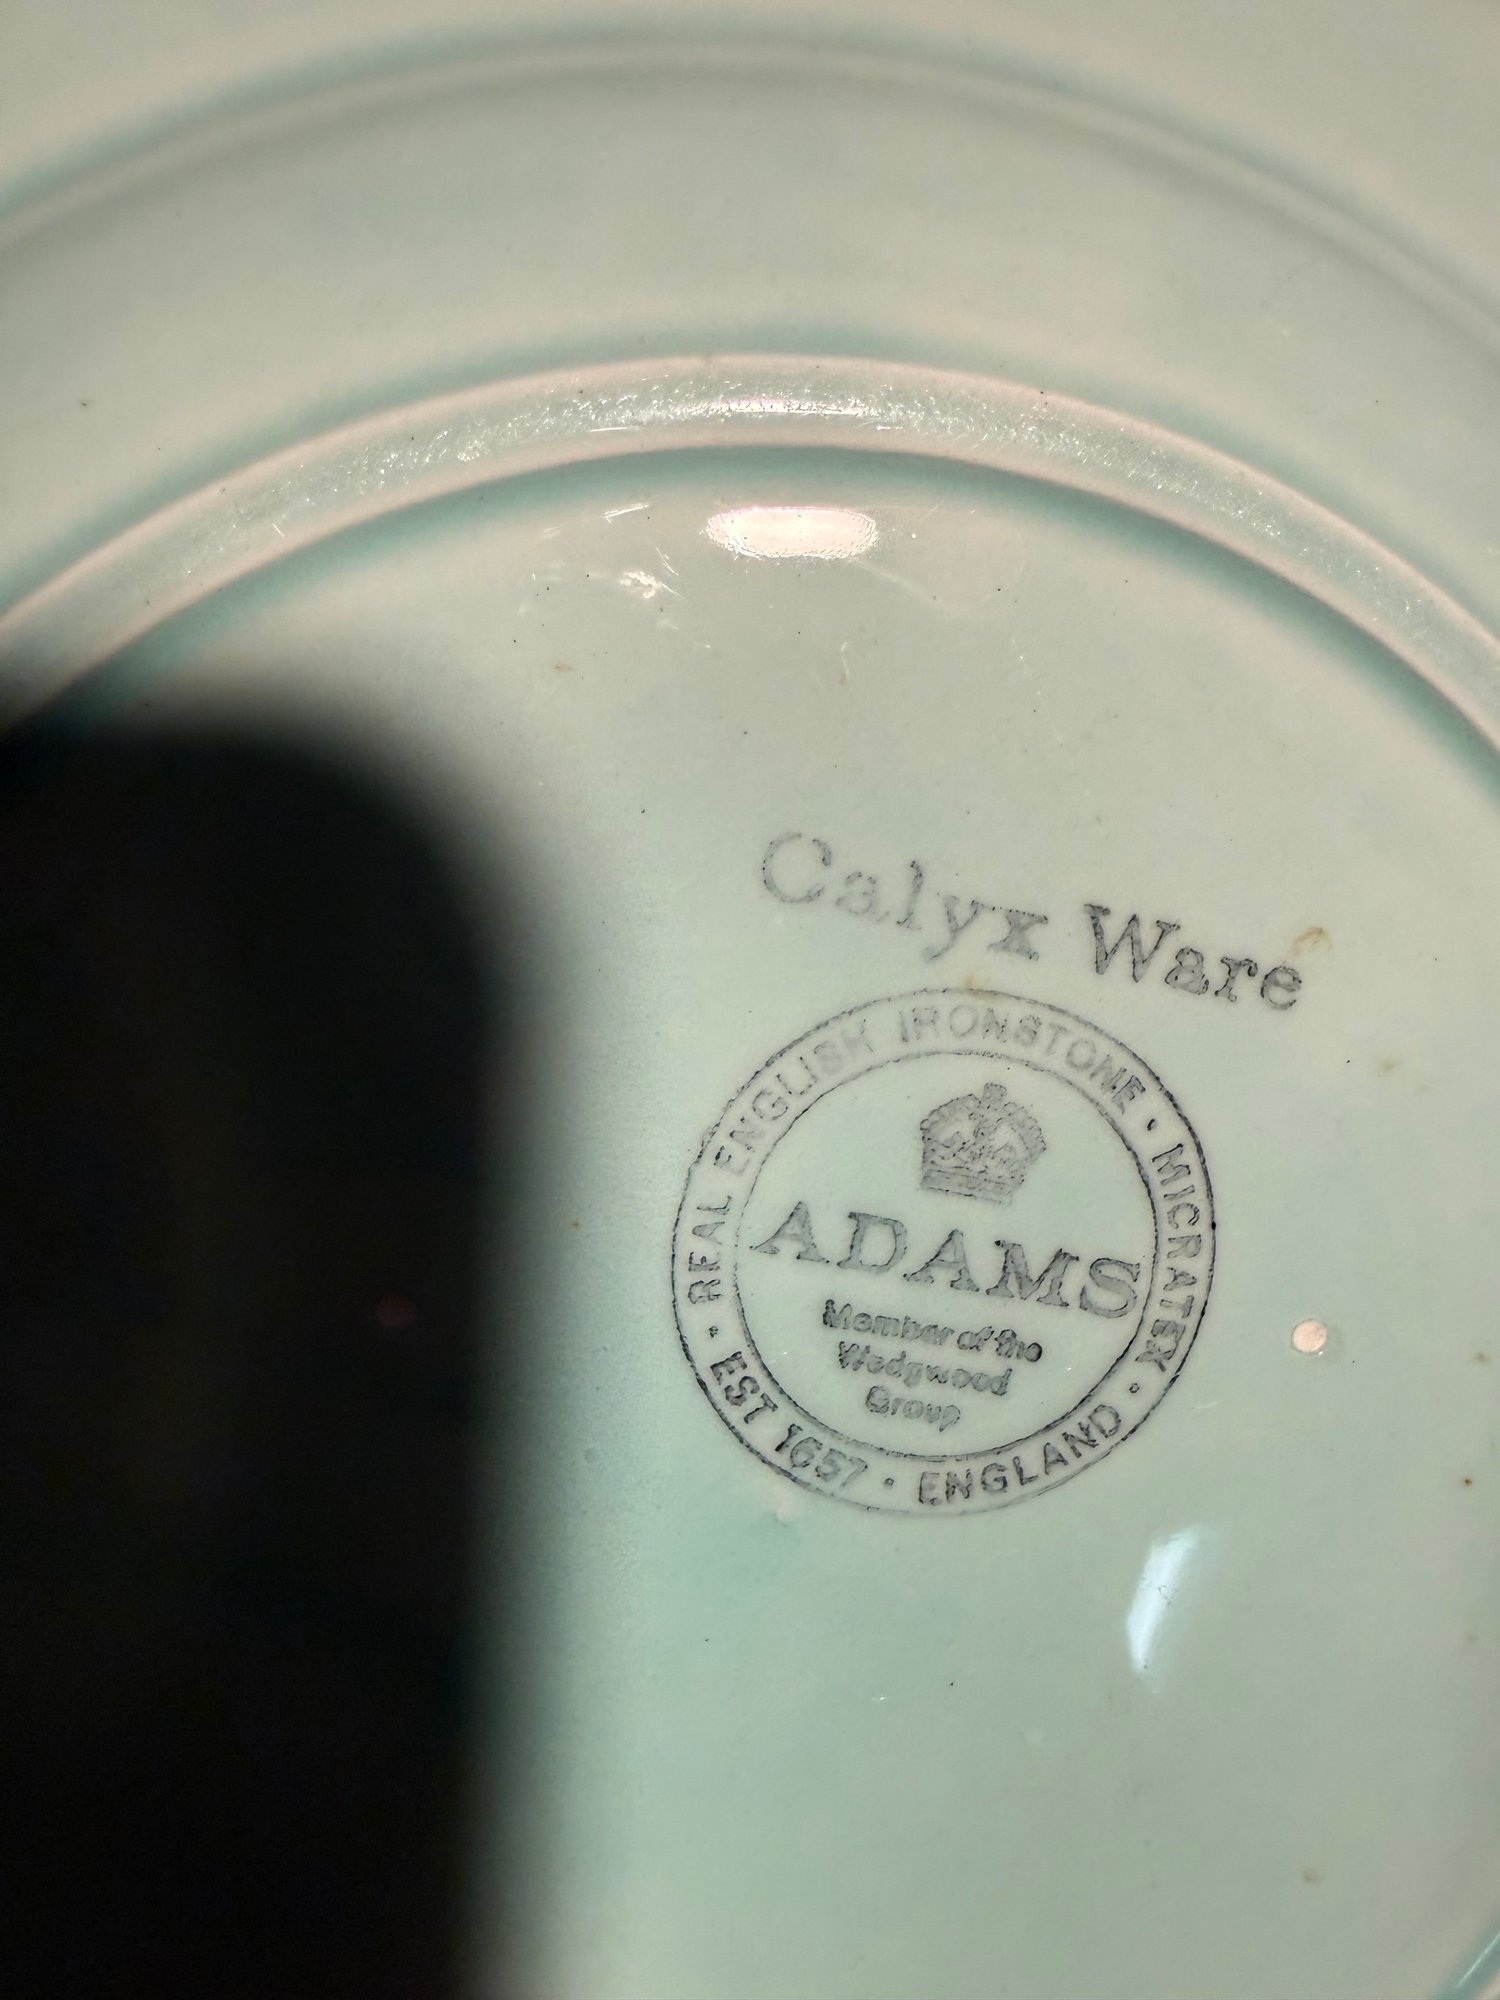 Calyx Ware
REAL ENGLISH IRONSTONE · MICRATEX · ENGLAND · EST 1657 ·
ADAMS
Member of the
Wedgwood
Group